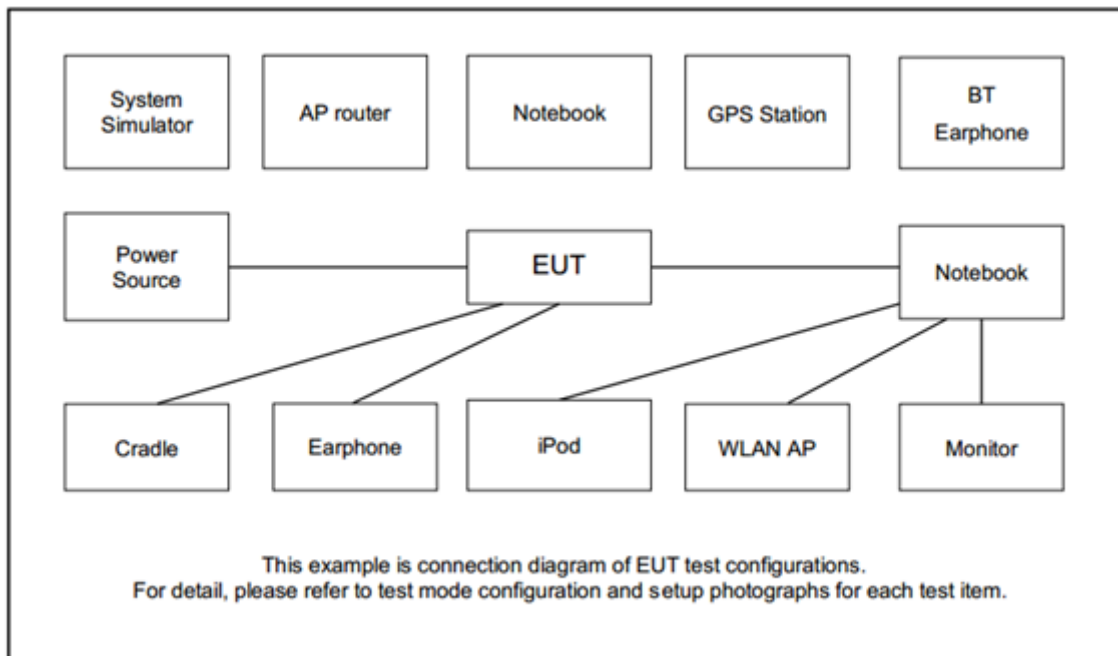 System
Simulator
AP router
Notebook
GPS Station
BT
Earphone
Power
Source
EUT
Notebook
Cradle
Earphone
iPod
WLAN AP
Monitor
This example is connection diagram of EUT test configurations.
For detail, please refer to test mode configuration and setup photographs for each test item.